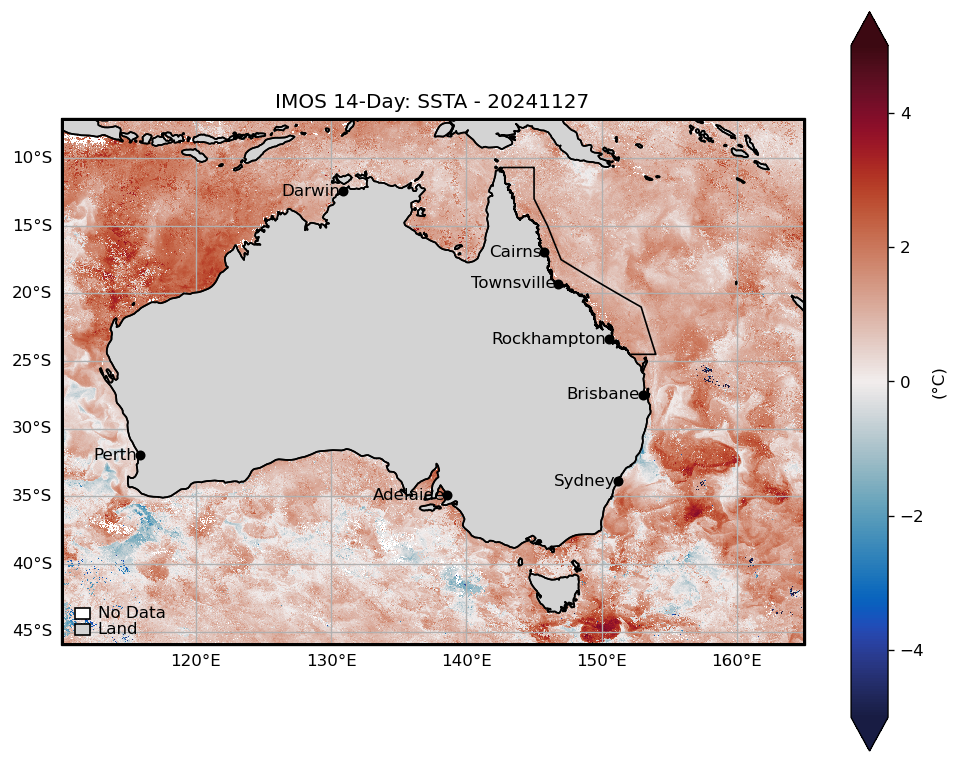 IMOS 14-Day: SSTA - 20241127
4
2
0
−2
−4
(°C)
10°S
15°S
20°S
25°S
30°S
35°S
40°S
45°S
Darwin
Cairns
Townsville
Rockhampton
Brisbane
Perth
Sydney
Adelaide
No Data
Land
120°E
130°E
140°E
150°E
160°E